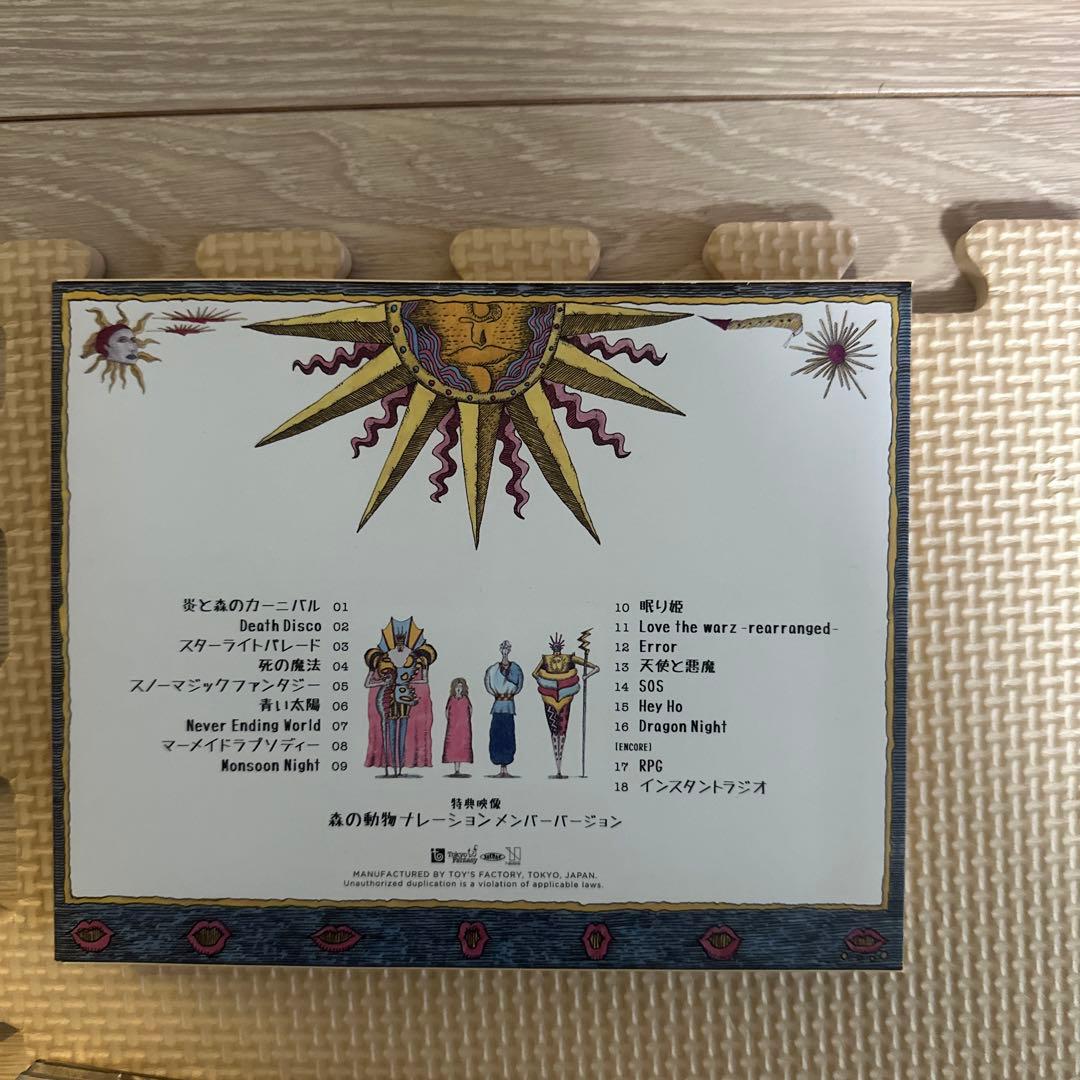 炎と森のカーニバル 01
Death Disco 02
スターライトパレード 03
死の魔法 04
スノーマジックファンタジー 05
青い太陽 06
Never Ending World 07
マーメイドラプソディー 08
Monsoon Night 09
10 眠り姫
11 Love the warz -rearranged-
12 Error
13 天使と悪魔
14 SOS
15 Hey Ho
16 Dragon Night
[ENCORE]
17 RPG
18 インスタントラジオ
特典映像
森の動物ナレーションメンバーバージョン
Tokyo Fantasy
MANUFACTURED BY TOY'S FACTORY, TOKYO, JAPAN.
Unauthorized duplication is a violation of applicable laws.